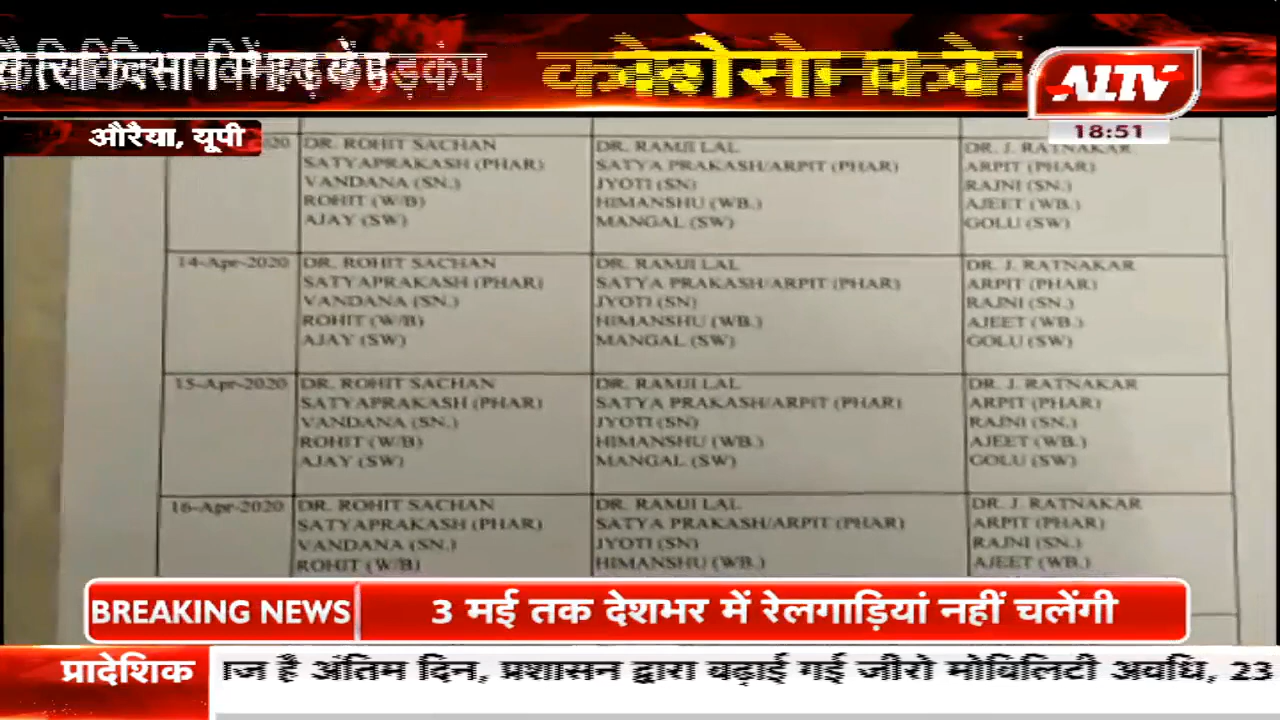 ALTV
18:51
औरैया, यूपी
20
DR. ROHIT SACHAN
SATYAPRAKASH (PHAR)
VANDANA (SN.)
ROHIT (W/B)
AJAY (SW)
DR. RAMJI LAL
SATYA PRAKASH/ARPIT (PHAR)
JYOTI (SN)
HIMANSHU (WB.)
MANGAL (SW)
DR. J. RATNAKAR
ARPIT (PHAR)
RAJNI (SN.)
AJEET (WB.)
GOLU (SW)
14-Apr-2020
DR. ROHIT SACHAN
SATYAPRAKASH (PHAR)
VANDANA (SN.)
ROHIT (W/B)
AJAY (SW)
DR. RAMJI LAL
SATYA PRAKASH/ARPIT (PHAR)
JYOTI (SN)
HIMANSHU (WB.)
MANGAL (SW)
DR. J. RATNAKAR
ARPIT (PHAR)
RAJNI (SN.)
AJEET (WB.)
GOLU (SW)
15-Apr-2020
DR. ROHIT SACHAN
SATYAPRAKASH (PHAR)
VANDANA (SN.)
ROHIT (W/B)
AJAY (SW)
DR. RAMJI LAL
SATYA PRAKASH/ARPIT (PHAR)
JYOTI (SN)
HIMANSHU (WB.)
MANGAL (SW)
DR. J. RATNAKAR
ARPIT (PHAR)
RAJNI (SN.)
AJEET (WB.)
GOLU (SW)
16-Apr-2020
DR. ROHIT SACHAN
SATYAPRAKASH (PHAR)
VANDANA (SN.)
ROHIT (W/B)
DR. RAMJI LAL
SATYA PRAKASH/ARPIT (PHAR)
JYOTI (SN)
HIMANSHU (WB.)
DR. J. RATNAKAR
ARPIT (PHAR)
RAJNI (SN.)
AJEET (WB.)
BREAKING NEWS
3 मई तक देशभर में रेलगाड़ियां नहीं चलेंगी
प्रादेशिक
है अंतिम दिन, प्रशासन द्वारा बढ़ाई गई जीरो मोबिलिटी अवधि, 23